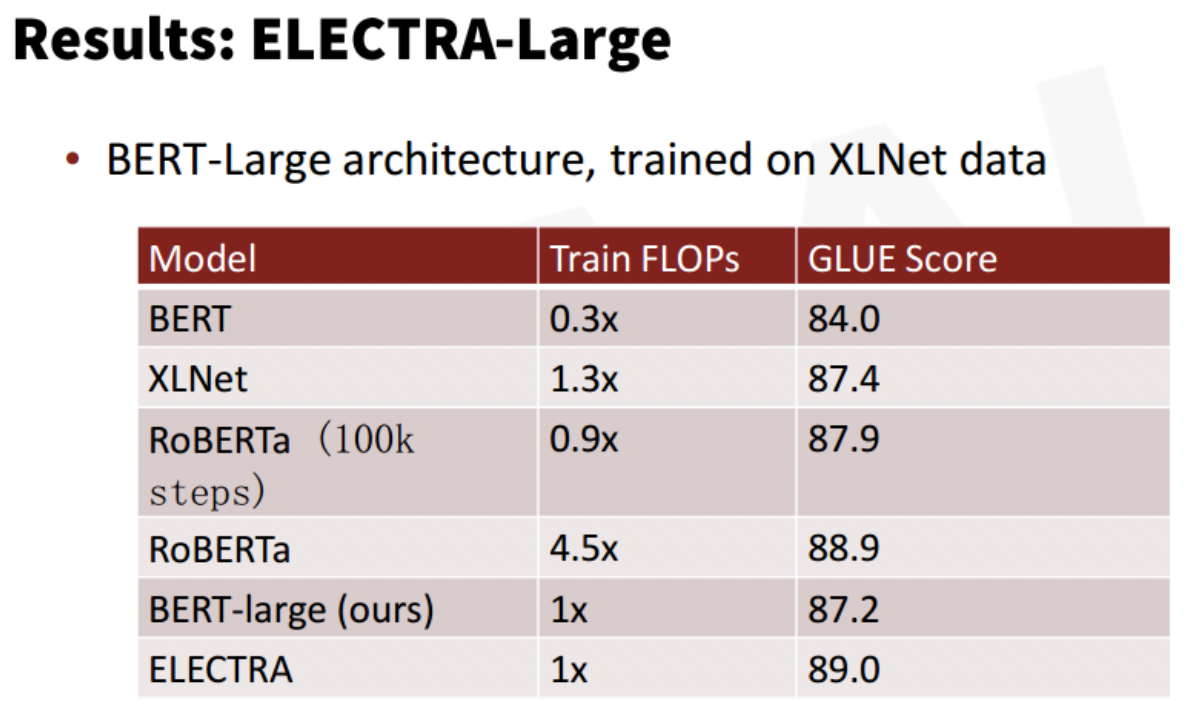 Results: ELECTRA-Large
• BERT-Large architecture, trained on XLNet data
Model Train FLOPs GLUE Score
BERT 0.3x 84.0
XLNet 1.3x 87.4
RoBERTa（100k 0.9x 87.9
steps）
RoBERTa 4.5x 88.9
BERT-large (ours) 1x 87.2
ELECTRA 1x 89.0